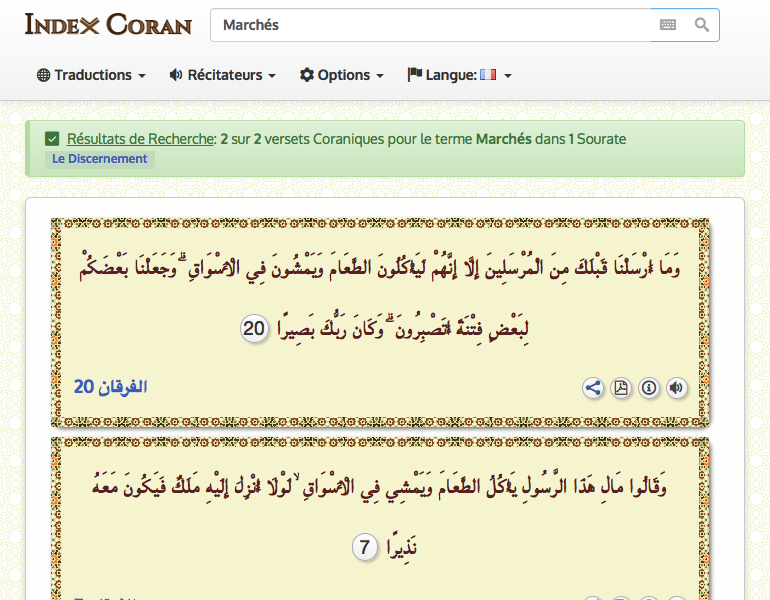 Index Coran
Marchés
Traductions Récitateurs Options Langue:
Résultats de Recherche: 2 sur 2 versets Coraniques pour le terme Marchés dans 1 Sourate
Le Discernement
وَمَا أَرْسَلْنَا قَبْلَكَ مِنَ الْمُرْسَلِينَ إِلَّا إِنَّهُمْ لَيَأْكُلُونَ الطَّعَامَ وَيَمْشُونَ فِي الْأَسْوَاقِ ۗ وَجَعَلْنَا بَعْضَكُمْ
لِبَعْضٍ فِتْنَةً أَتَصْبِرُونَ ۗ وَكَانَ رَبُّكَ بَصِيرًا 20
الفرقان 20
وَقَالُوا مَالِ هَٰذَا الرَّسُولِ يَأْكُلُ الطَّعَامَ وَيَمْشِي فِي الْأَسْوَاقِ ۙ لَوْلَا أُنْزِلَ إِلَيْهِ مَلَكٌ فَيَكُونَ مَعَهُ
نَذِيرًا 7